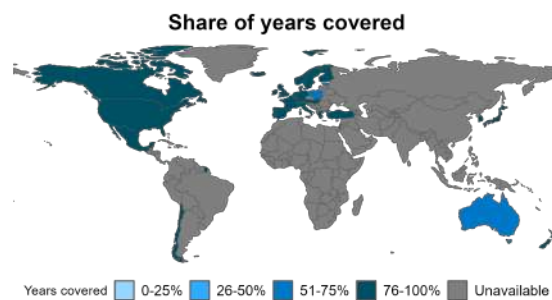 Share of years covered
Years covered 0-25% 26-50% 51-75% 76-100% Unavailable